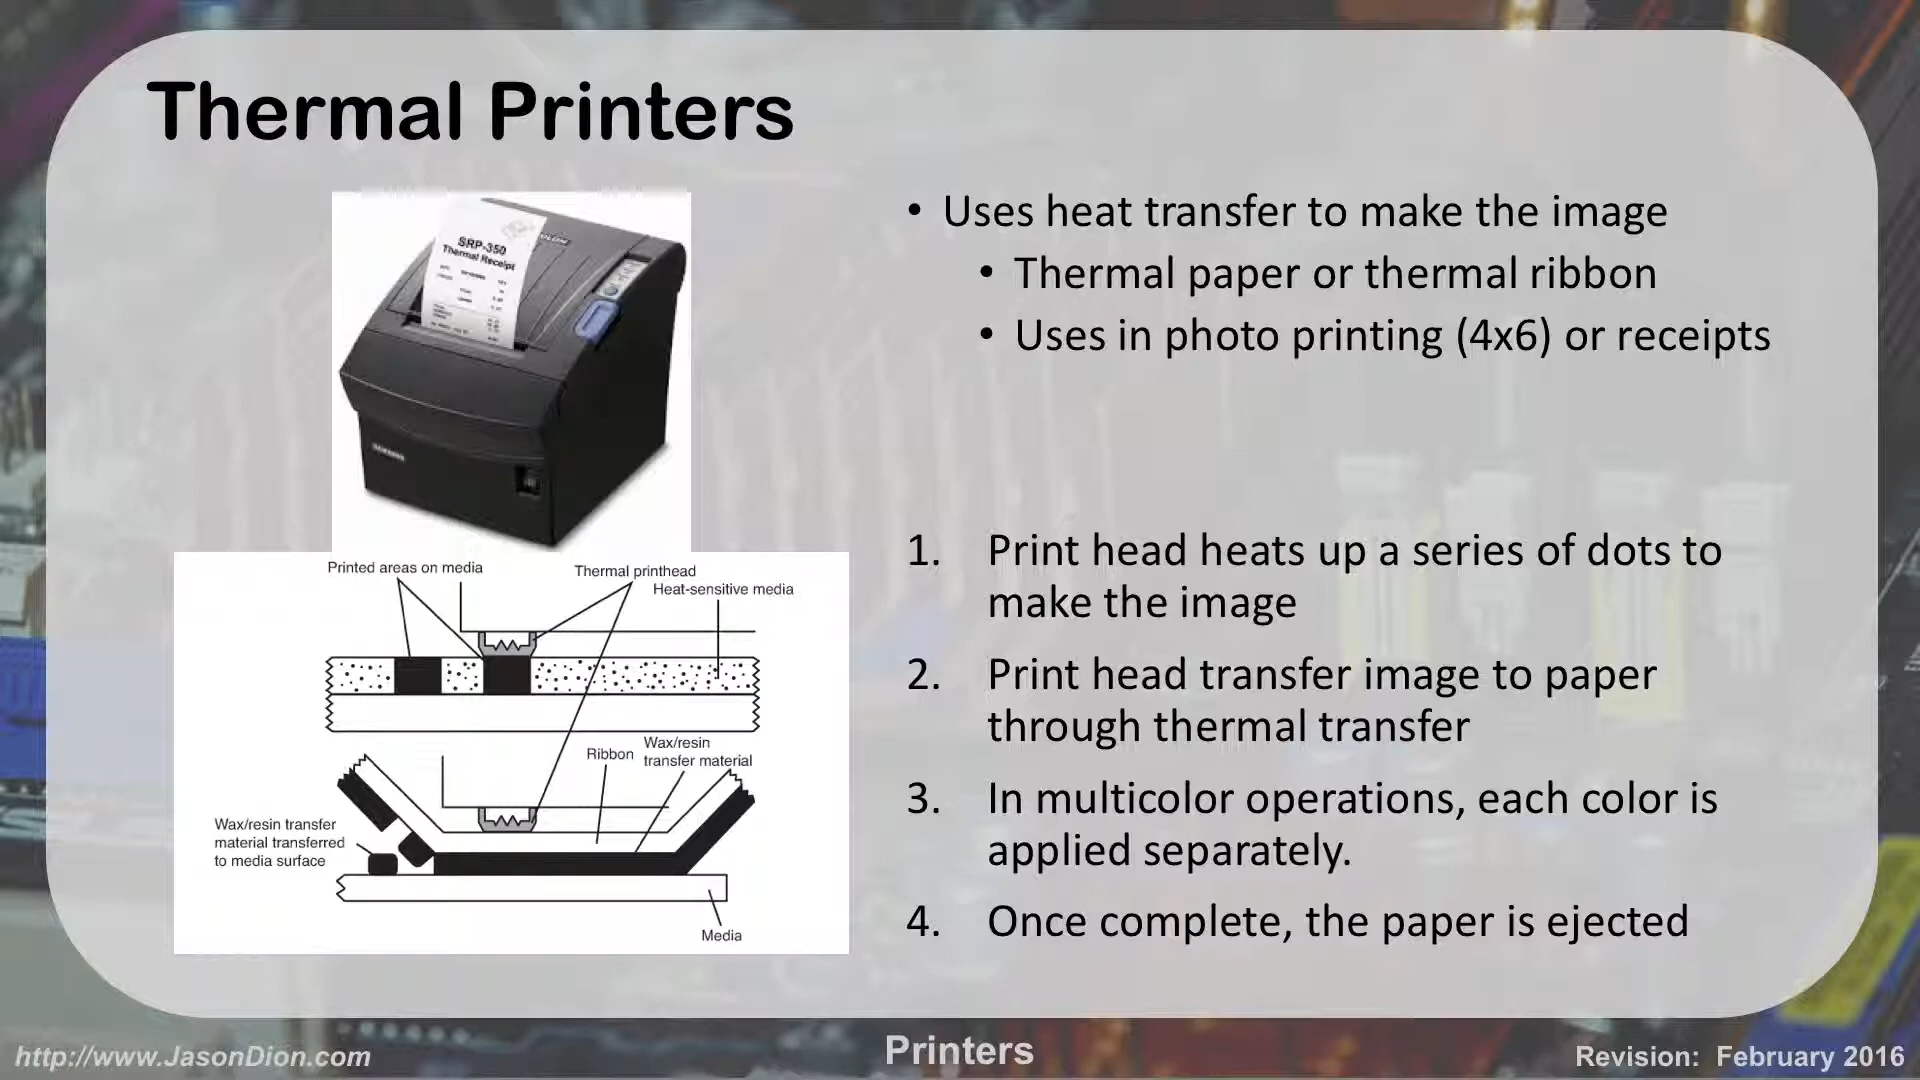 Thermal Printers
SRP-350
Thermal Receipt
• Uses heat transfer to make the image
• Thermal paper or thermal ribbon
• Uses in photo printing (4x6) or receipts
Printed areas on media
Thermal printhead
Heat-sensitive media
Ribbon
Wax/resin
transfer material
Wax/resin transfer
material transferred
to media surface
Media
1. Print head heats up a series of dots to
make the image
2. Print head transfer image to paper
through thermal transfer
3. In multicolor operations, each color is
applied separately.
4. Once complete, the paper is ejected
http://www.JasonDion.com
Printers
Revision: February 2016